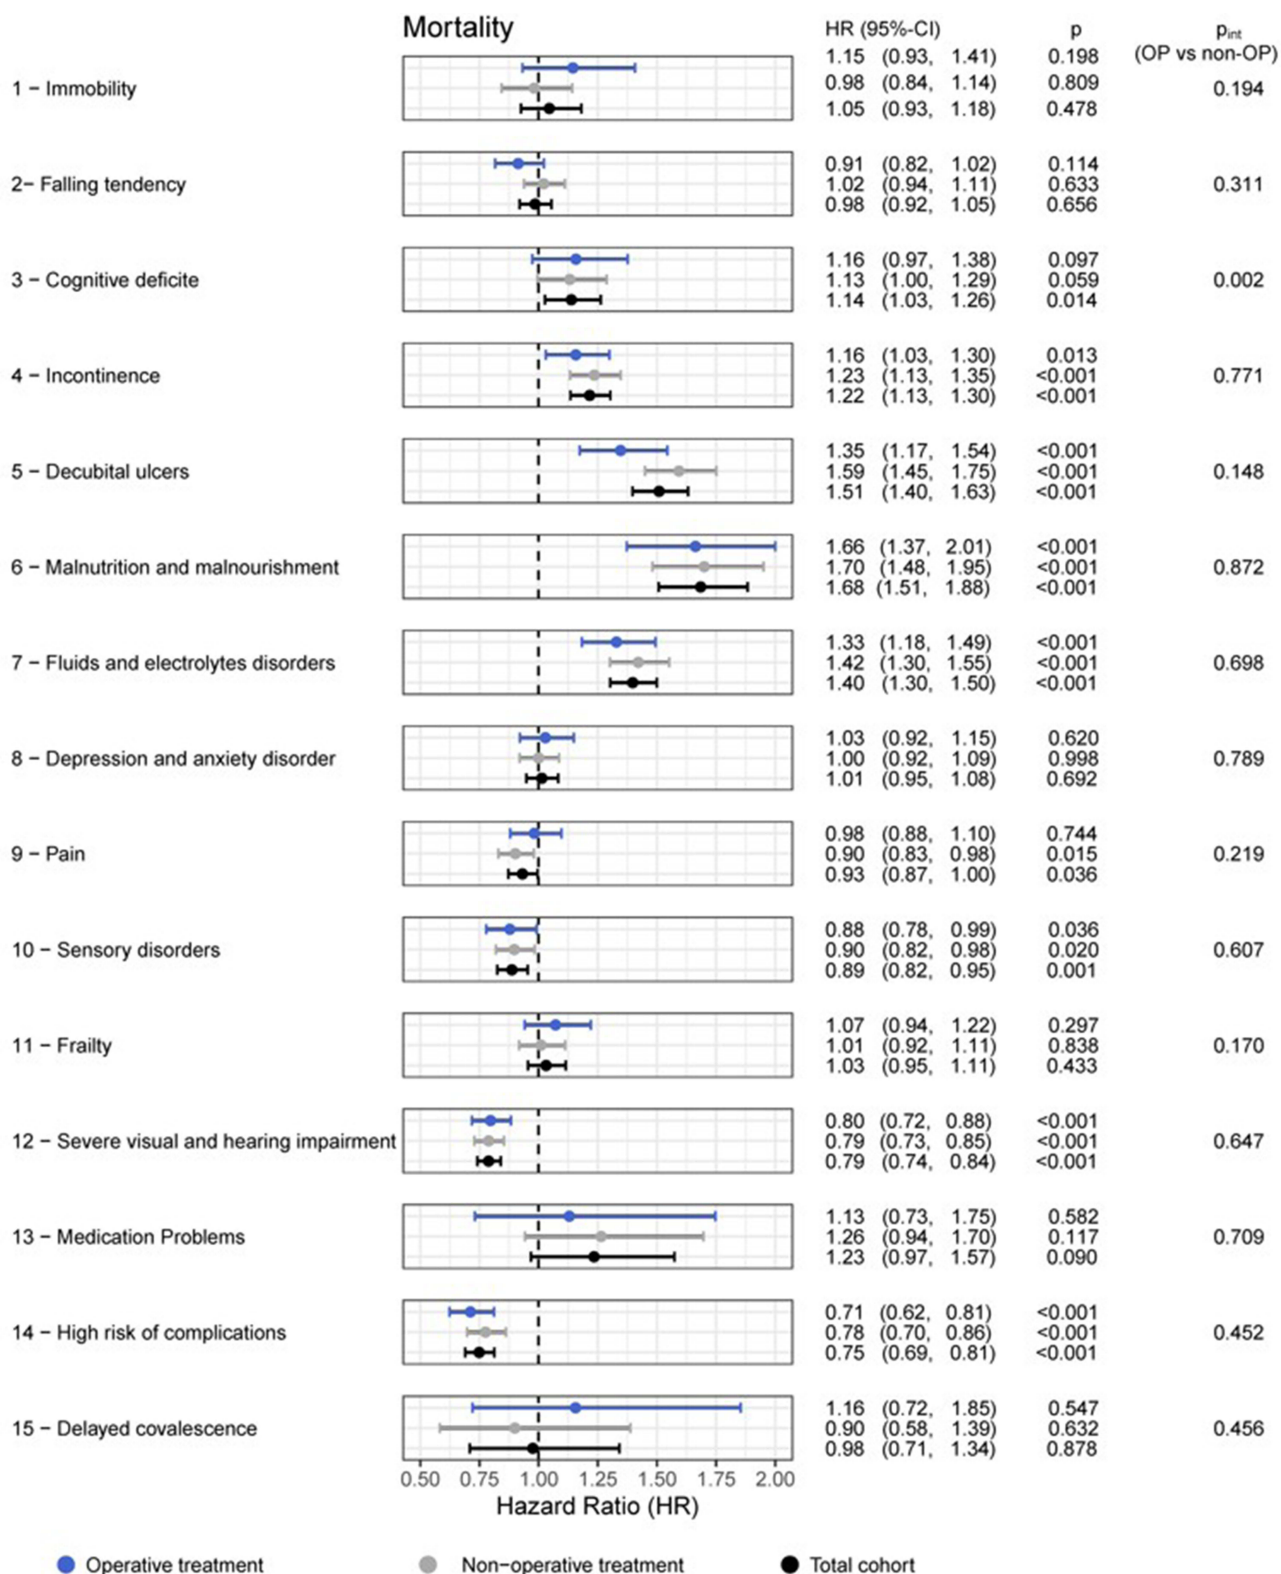 Mortality HR (95%-CI) p pint
(OP vs non-OP)
1.15 (0.93, 1.41) 0.198
1 − Immobility 0.98 (0.84, 1.14) 0.809 0.194
1.05 (0.93, 1.18) 0.478
0.91 (0.82, 1.02) 0.114
2− Falling tendency 1.02 (0.94, 1.11) 0.633 0.311
0.98 (0.92, 1.05) 0.656
1.16 (0.97, 1.38) 0.097
3 − Cognitive deficite 1.13 (1.00, 1.29) 0.059 0.002
1.14 (1.03, 1.26) 0.014
1.16 (1.03, 1.30) 0.013
4 − Incontinence 1.23 (1.13, 1.35) <0.001 0.771
1.22 (1.13, 1.30) <0.001
1.35 (1.17, 1.54) <0.001
5 − Decubital ulcers 1.59 (1.45, 1.75) <0.001 0.148
1.51 (1.40, 1.63) <0.001
1.66 (1.37, 2.01) <0.001
6 − Malnutrition and malnourishment 1.70 (1.48, 1.95) <0.001 0.872
1.68 (1.51, 1.88) <0.001
1.33 (1.18, 1.49) <0.001
7 − Fluids and electrolytes disorders 1.42 (1.30, 1.55) <0.001 0.698
1.40 (1.30, 1.50) <0.001
1.03 (0.92, 1.15) 0.620
8 − Depression and anxiety disorder 1.00 (0.92, 1.09) 0.998 0.789
1.01 (0.95, 1.08) 0.692
0.98 (0.88, 1.10) 0.744
9 − Pain 0.90 (0.83, 0.98) 0.015 0.219
0.93 (0.87, 1.00) 0.036
0.88 (0.78, 0.99) 0.036
10 − Sensory disorders 0.90 (0.82, 0.98) 0.020 0.607
0.89 (0.82, 0.95) 0.001
1.07 (0.94, 1.22) 0.297
11 − Frailty 1.01 (0.92, 1.11) 0.838 0.170
1.03 (0.95, 1.11) 0.433
0.80 (0.72, 0.88) <0.001
12 − Severe visual and hearing impairment 0.79 (0.73, 0.85) <0.001 0.647
0.79 (0.74, 0.84) <0.001
1.13 (0.73, 1.75) 0.582
13 − Medication Problems 1.26 (0.94, 1.70) 0.117 0.709
1.23 (0.97, 1.57) 0.090
0.71 (0.62, 0.81) <0.001
14 − High risk of complications 0.78 (0.70, 0.86) <0.001 0.452
0.75 (0.69, 0.81) <0.001
1.16 (0.72, 1.85) 0.547
15 − Delayed covalescence 0.90 (0.58, 1.39) 0.632 0.456
0.98 (0.71, 1.34) 0.878
0.50 0.75 1.00 1.25 1.50 1.75 2.00
Hazard Ratio (HR)
Operative treatment Non−operative treatment Total cohort